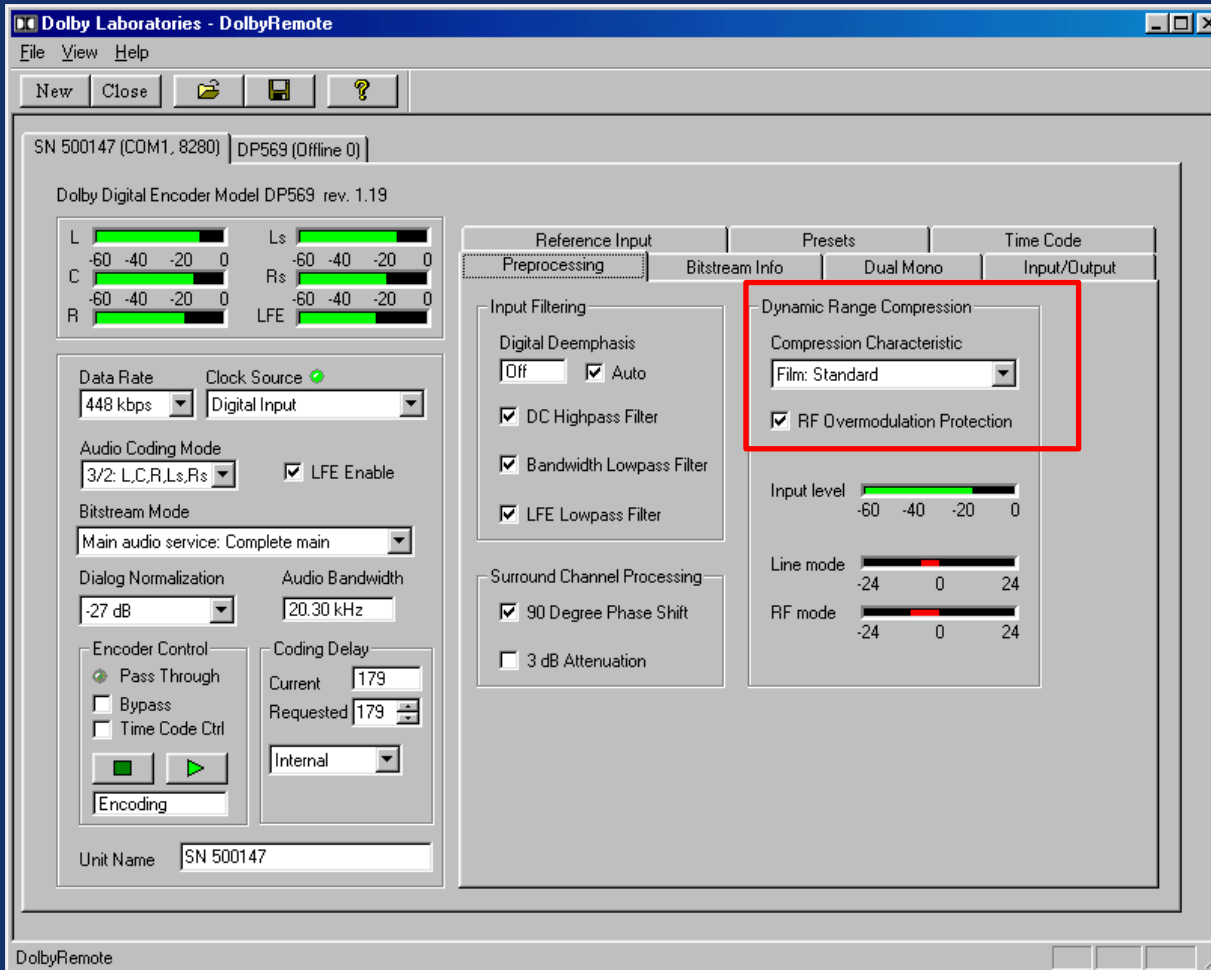 Dolby Laboratories - DolbyRemote
File View Help
New Close
SN 500147 (COM1, 8280) DP569 (Offline 0)
Dolby Digital Encoder Model DP569 rev. 1.19
L Ls
-60 -40 -20 0 -60 -40 -20 0
C Rs
-60 -40 -20 0 -60 -40 -20 0
R LFE
Data Rate Clock Source
448 kbps Digital Input
Audio Coding Mode
3/2: L,C,R,Ls,Rs LFE Enable
Bitstream Mode
Main audio service: Complete main
Dialog Normalization Audio Bandwidth
-27 dB 20.30 kHz
Encoder Control
Pass Through
Bypass
Time Code Ctrl
Encoding
Coding Delay
Current 179
Requested 179
Internal
Unit Name SN 500147
Reference Input Presets Time Code
Preprocessing Bitstream Info Dual Mono Input/Output
Input Filtering
Digital Deemphasis
Off Auto
DC Highpass Filter
Bandwidth Lowpass Filter
LFE Lowpass Filter
Surround Channel Processing
90 Degree Phase Shift
3 dB Attenuation
Dynamic Range Compression
Compression Characteristic
Film: Standard
RF Overmodulation Protection
Input level
-60 -40 -20 0
Line mode
-24 0 24
RF mode
-24 0 24
DolbyRemote